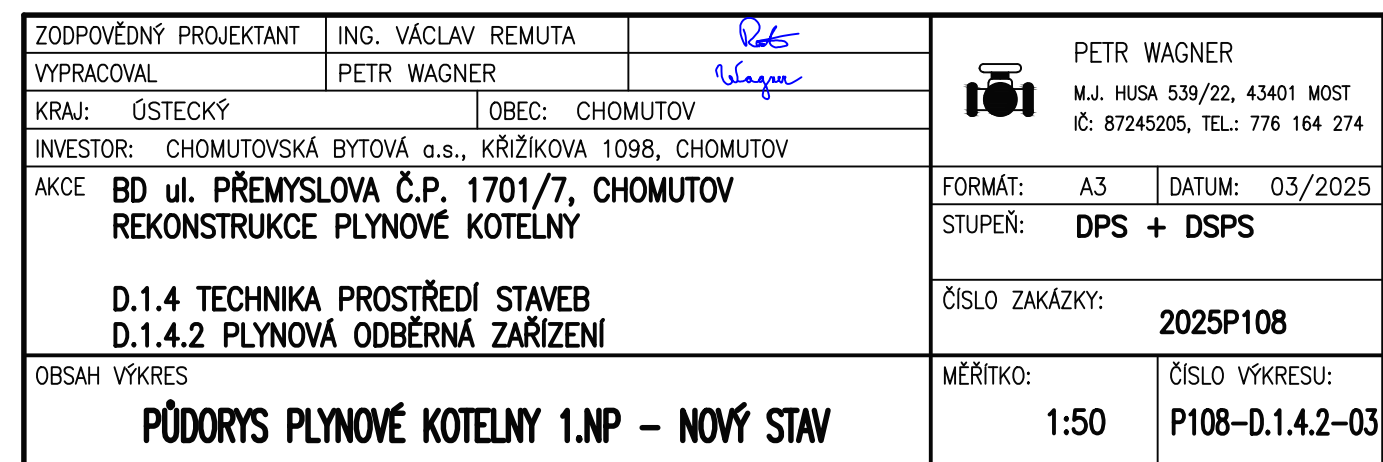 ZODPOVĚDNÝ PROJEKTANT ING. VÁCLAV REMUTA
VYPRACOVAL PETR WAGNER Wagner
KRAJ: ÚSTECKÝ OBEC: CHOMUTOV
INVESTOR: CHOMUTOVSKÁ BYTOVÁ a.s., KŘIŽÍKOVA 1098, CHOMUTOV
AKCE BD ul. PŘEMYSLOVA Č.P. 1701/7, CHOMUTOV
REKONSTRUKCE PLYNOVÉ KOTELNY
D.1.4 TECHNIKA PROSTŘEDÍ STAVEB
D.1.4.2 PLYNOVÁ ODBĚRNÁ ZAŘÍZENÍ
OBSAH VÝKRES
PŮDORYS PLYNOVÉ KOTELNY 1.NP – NOVÝ STAV
PETR WAGNER
M.J. HUSA 539/22, 43401 MOST
IČ: 87245205, TEL.: 776 164 274
FORMÁT: A3 DATUM: 03/2025
STUPEŇ: DPS + DSPS
ČÍSLO ZAKÁZKY:
2025P108
MĚŘÍTKO: ČÍSLO VÝKRESU:
1:50 P108–D.1.4.2–03